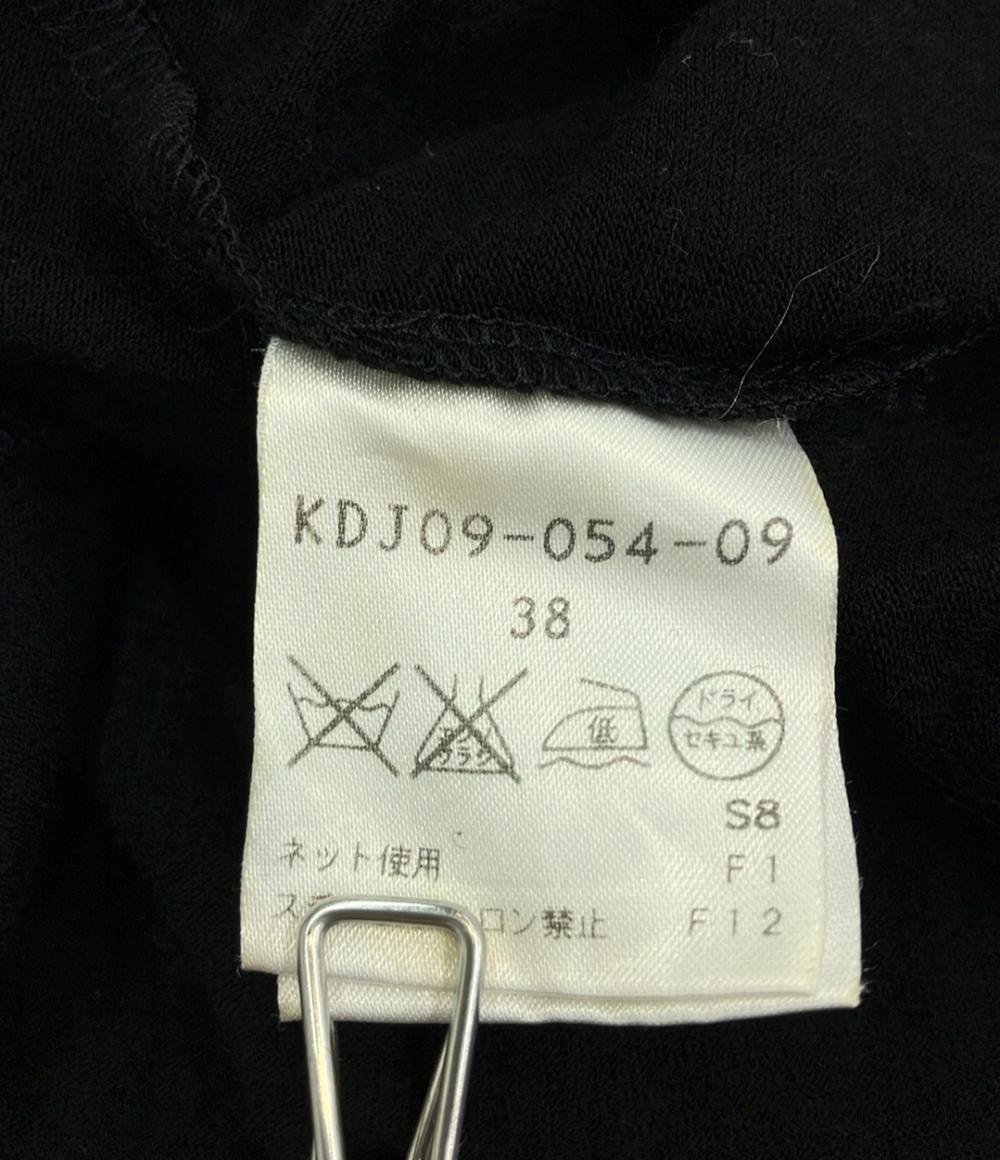 KDJ09-054-09
38
低
ドライ
セキユ系
S8
ネット使用 F1
ロン禁止 F12